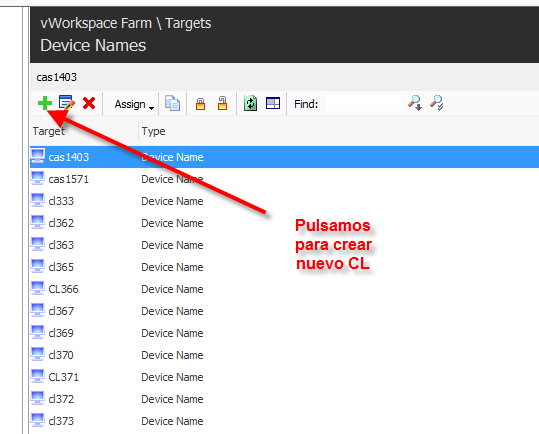 vWorkspace Farm \ Targets
Device Names
cas1403
Assign
Find:
Target Type
cas1403 Device Name
cas1571 Device Name
cl333 Device Name
cl362 Device Name
cl363 Device Name
cl365 Device Name
CL366 Device Name
cl367 Device Name
cl369 Device Name
cl370 Device Name
CL371 Device Name
cl372 Device Name
cl373 Device Name
Pulsamos
para crear
nuevo CL